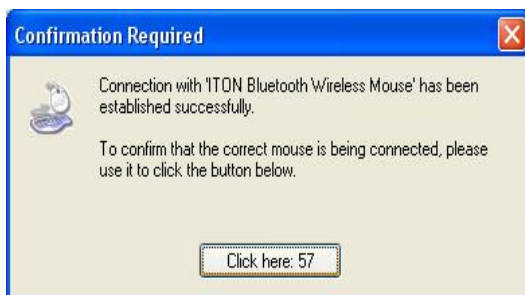 Confirmation Required
Connection with 'ITON Bluetooth Wireless Mouse' has been
established successfully.
To confirm that the correct mouse is being connected, please
use it to click the button below.
Click here: 57